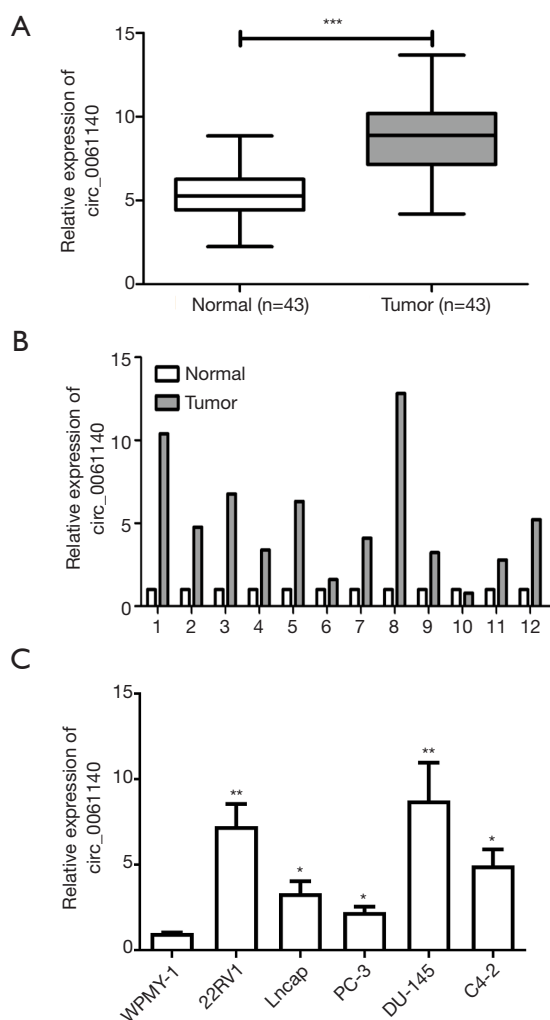 A
Relative expression of
circ_0061140
15
10
5
0
***
Normal (n=43)
Tumor (n=43)
B
Relative expression of
circ_0061140
15
10
5
0
Normal
Tumor
1 2 3 4 5 6 7 8 9 10 11 12
C
Relative expression of
circ_0061140
15
10
5
0
**
*
*
**
*
WPMY-1
22RV1
Lncap
PC-3
DU-145
C4-2